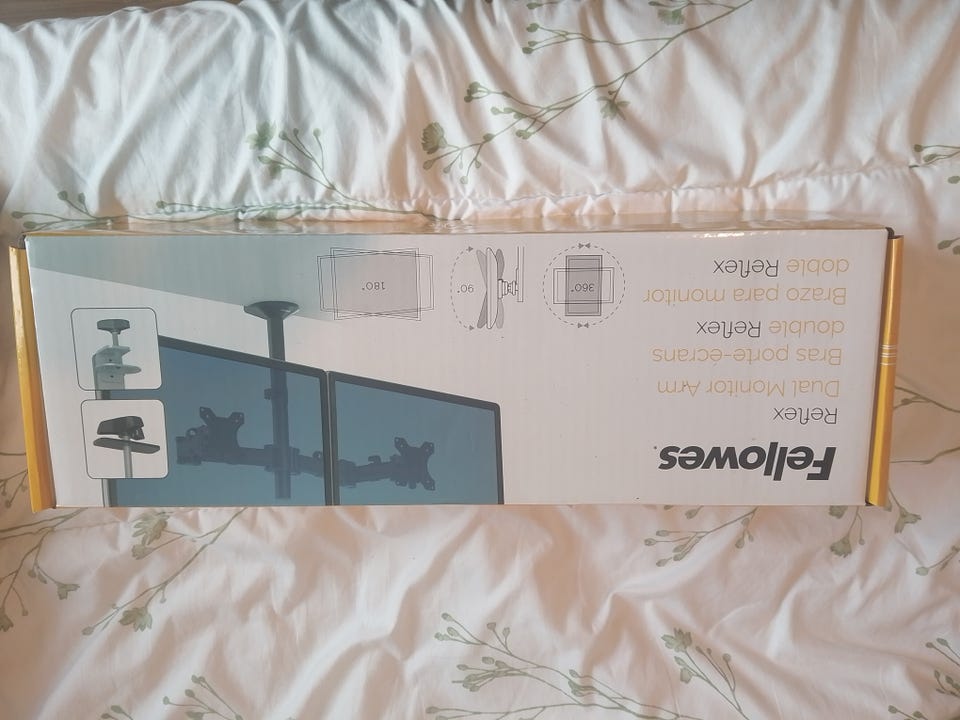 Fellowes®
Reflex
Dual Monitor Arm
Bras porte-écrans
double Reflex
Brazo para monitor
doble Reflex
360°
90°
180°